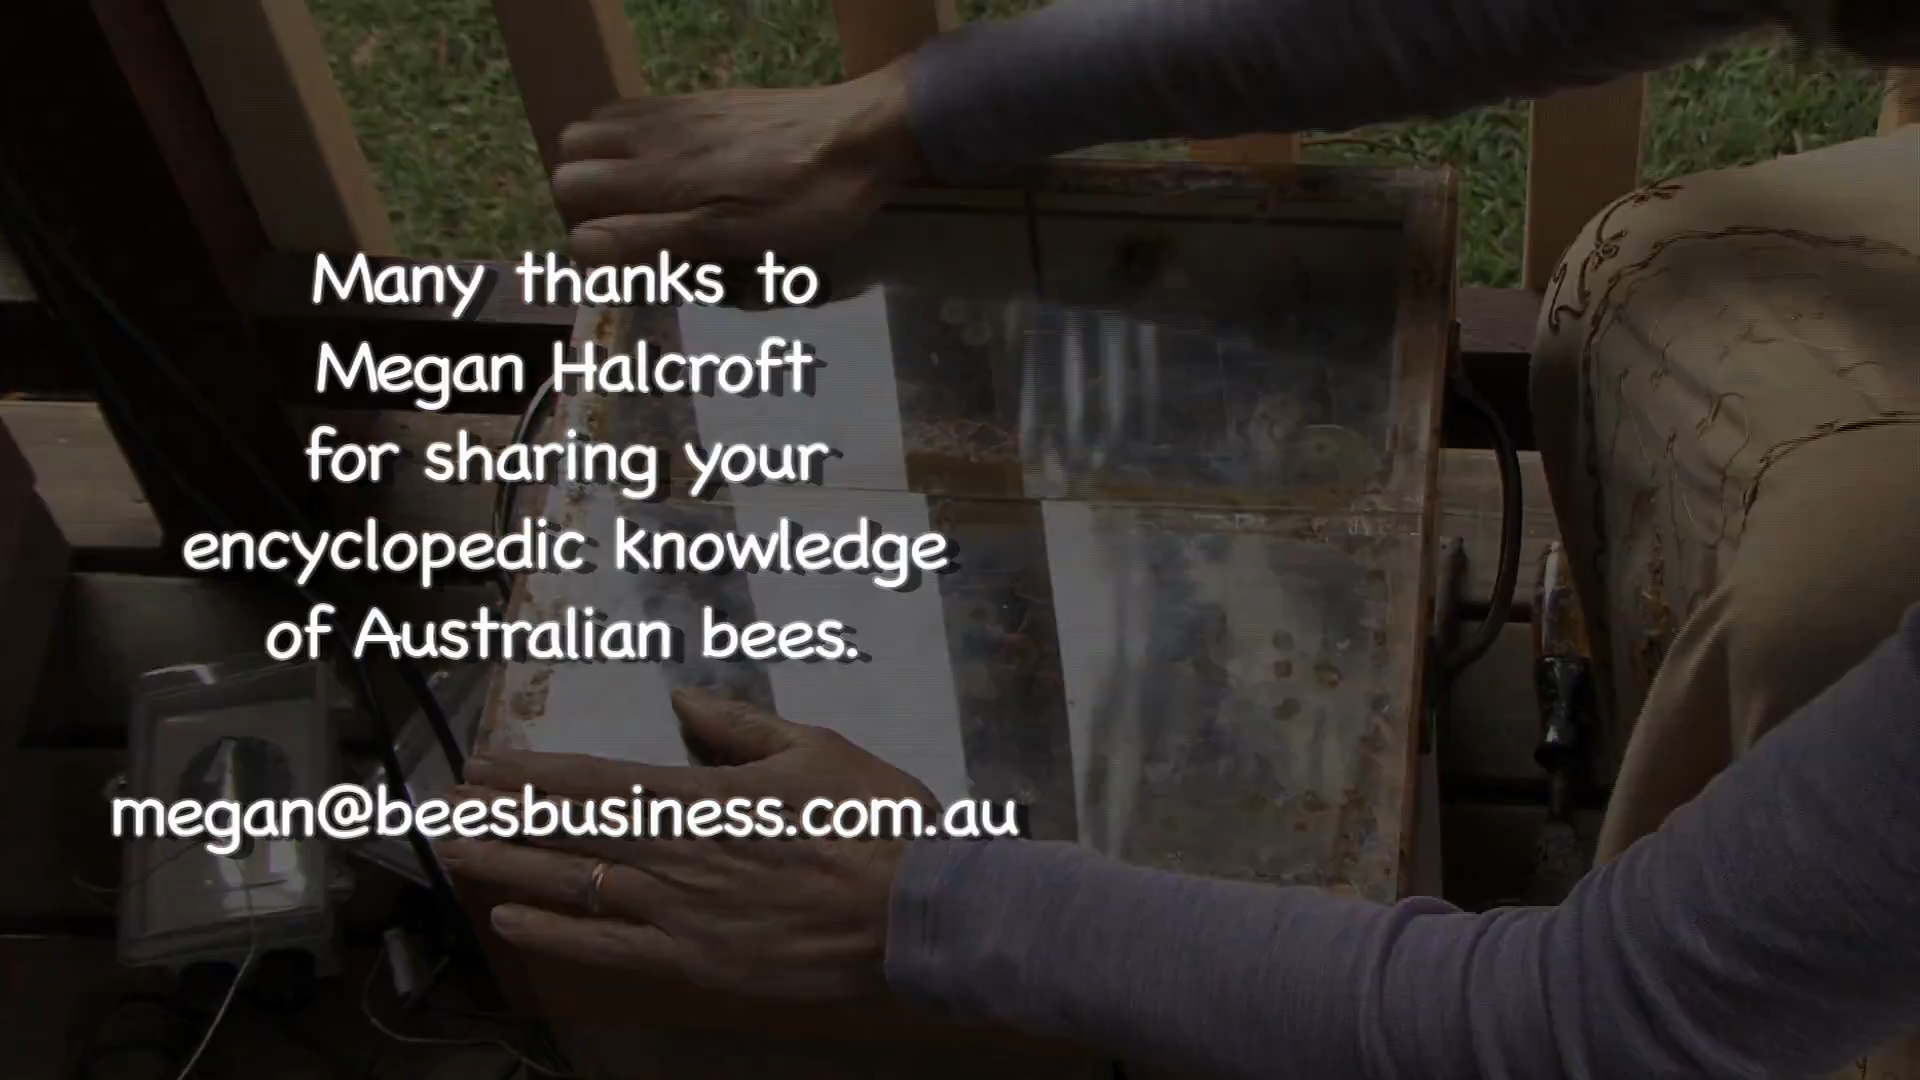 Many thanks to
Megan Halcroft
for sharing your
encyclopedic knowledge
of Australian bees.
megan@beesbusiness.com.au